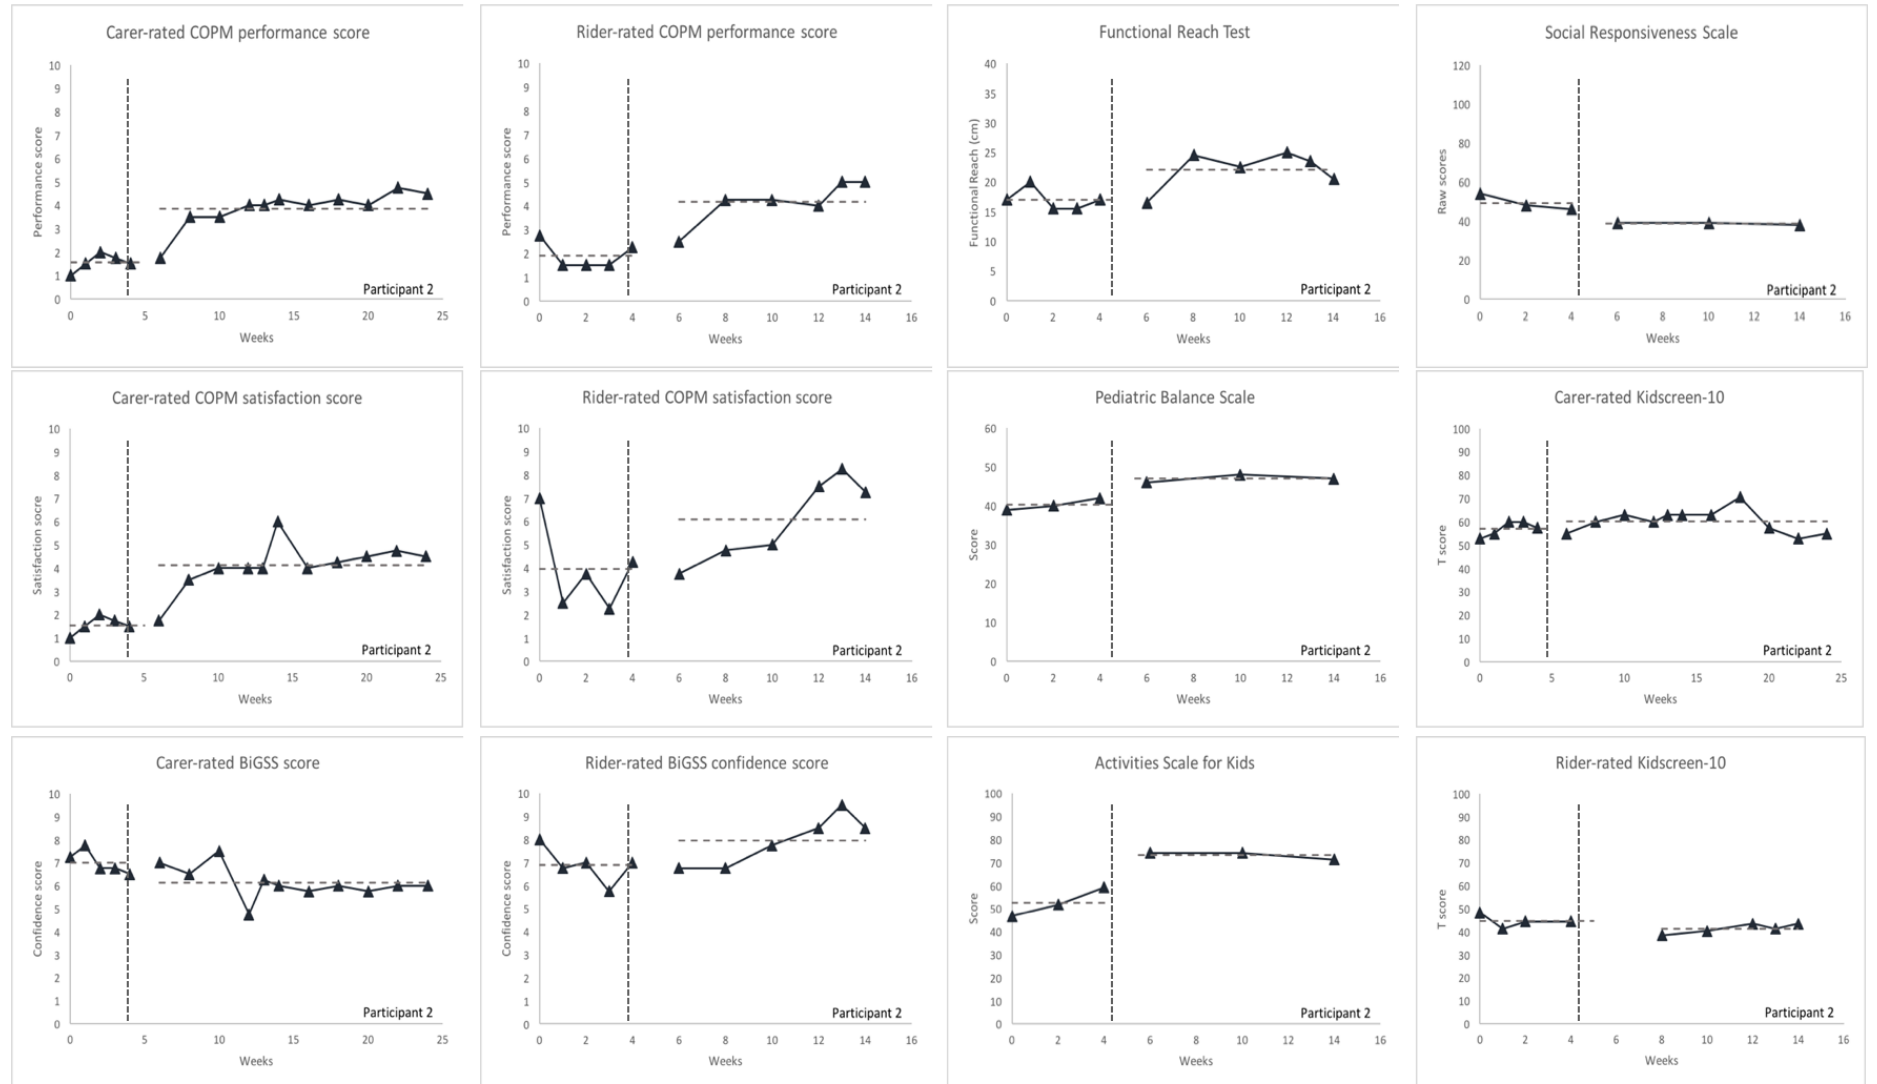 Carer-rated COPM performance score
Performance score
10
9
8
7
6
5
4
3
2
1
0
Participant 2
0 5 10 15 20 25
Weeks
Rider-rated COPM performance score
Performance score
10
9
8
7
6
5
4
3
2
1
0
Participant 2
0 2 4 6 8 10 12 14 16
Weeks
Functional Reach Test
Functional Reach (cm)
40
35
30
25
20
15
10
5
0
Participant 2
0 2 4 6 8 10 12 14 16
Weeks
Social Responsiveness Scale
Raw scores
120
100
80
60
40
20
0
Participant 2
0 2 4 6 8 10 12 14 16
Weeks
Carer-rated COPM satisfaction score
Satisfaction score
10
9
8
7
6
5
4
3
2
1
0
Participant 2
0 5 10 15 20 25
Weeks
Rider-rated COPM satisfaction score
Satisfaction score
10
9
8
7
6
5
4
3
2
1
0
Participant 2
0 2 4 6 8 10 12 14 16
Weeks
Pediatric Balance Scale
Score
60
50
40
30
20
10
0
Participant 2
0 2 4 6 8 10 12 14 16
Weeks
Carer-rated Kidscreen-10
T score
100
90
80
70
60
50
40
30
20
10
0
Participant 2
0 5 10 15 20 25
Weeks
Carer-rated BiGSS score
Confidence score
10
9
8
7
6
5
4
3
2
1
0
Participant 2
0 5 10 15 20 25
Weeks
Rider-rated BiGSS confidence score
Confidence score
10
9
8
7
6
5
4
3
2
1
0
Participant 2
0 2 4 6 8 10 12 14 16
Weeks
Activities Scale for Kids
Score
100
90
80
70
60
50
40
30
20
10
0
Participant 2
0 2 4 6 8 10 12 14 16
Weeks
Rider-rated Kidscreen-10
T score
100
90
80
70
60
50
40
30
20
10
0
Participant 2
0 2 4 6 8 10 12 14 16
Weeks